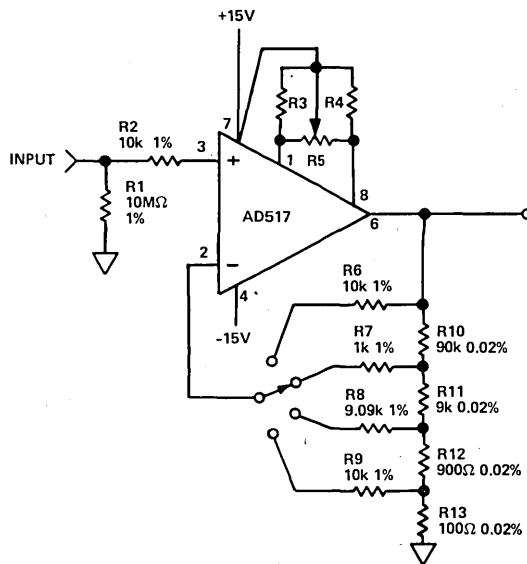 +15V
R3
R4
R2
10k 1%
7
3
INPUT
+
1
R5
R1
10MΩ
1%
8
AD517
6
2
−
4
R6
10k 1%
-15V
R7
1k 1%
R10
90k 0.02%
R8
9.09k 1%
R11
9k 0.02%
R9
10k 1%
R12
900Ω 0.02%
R13
100Ω 0.02%